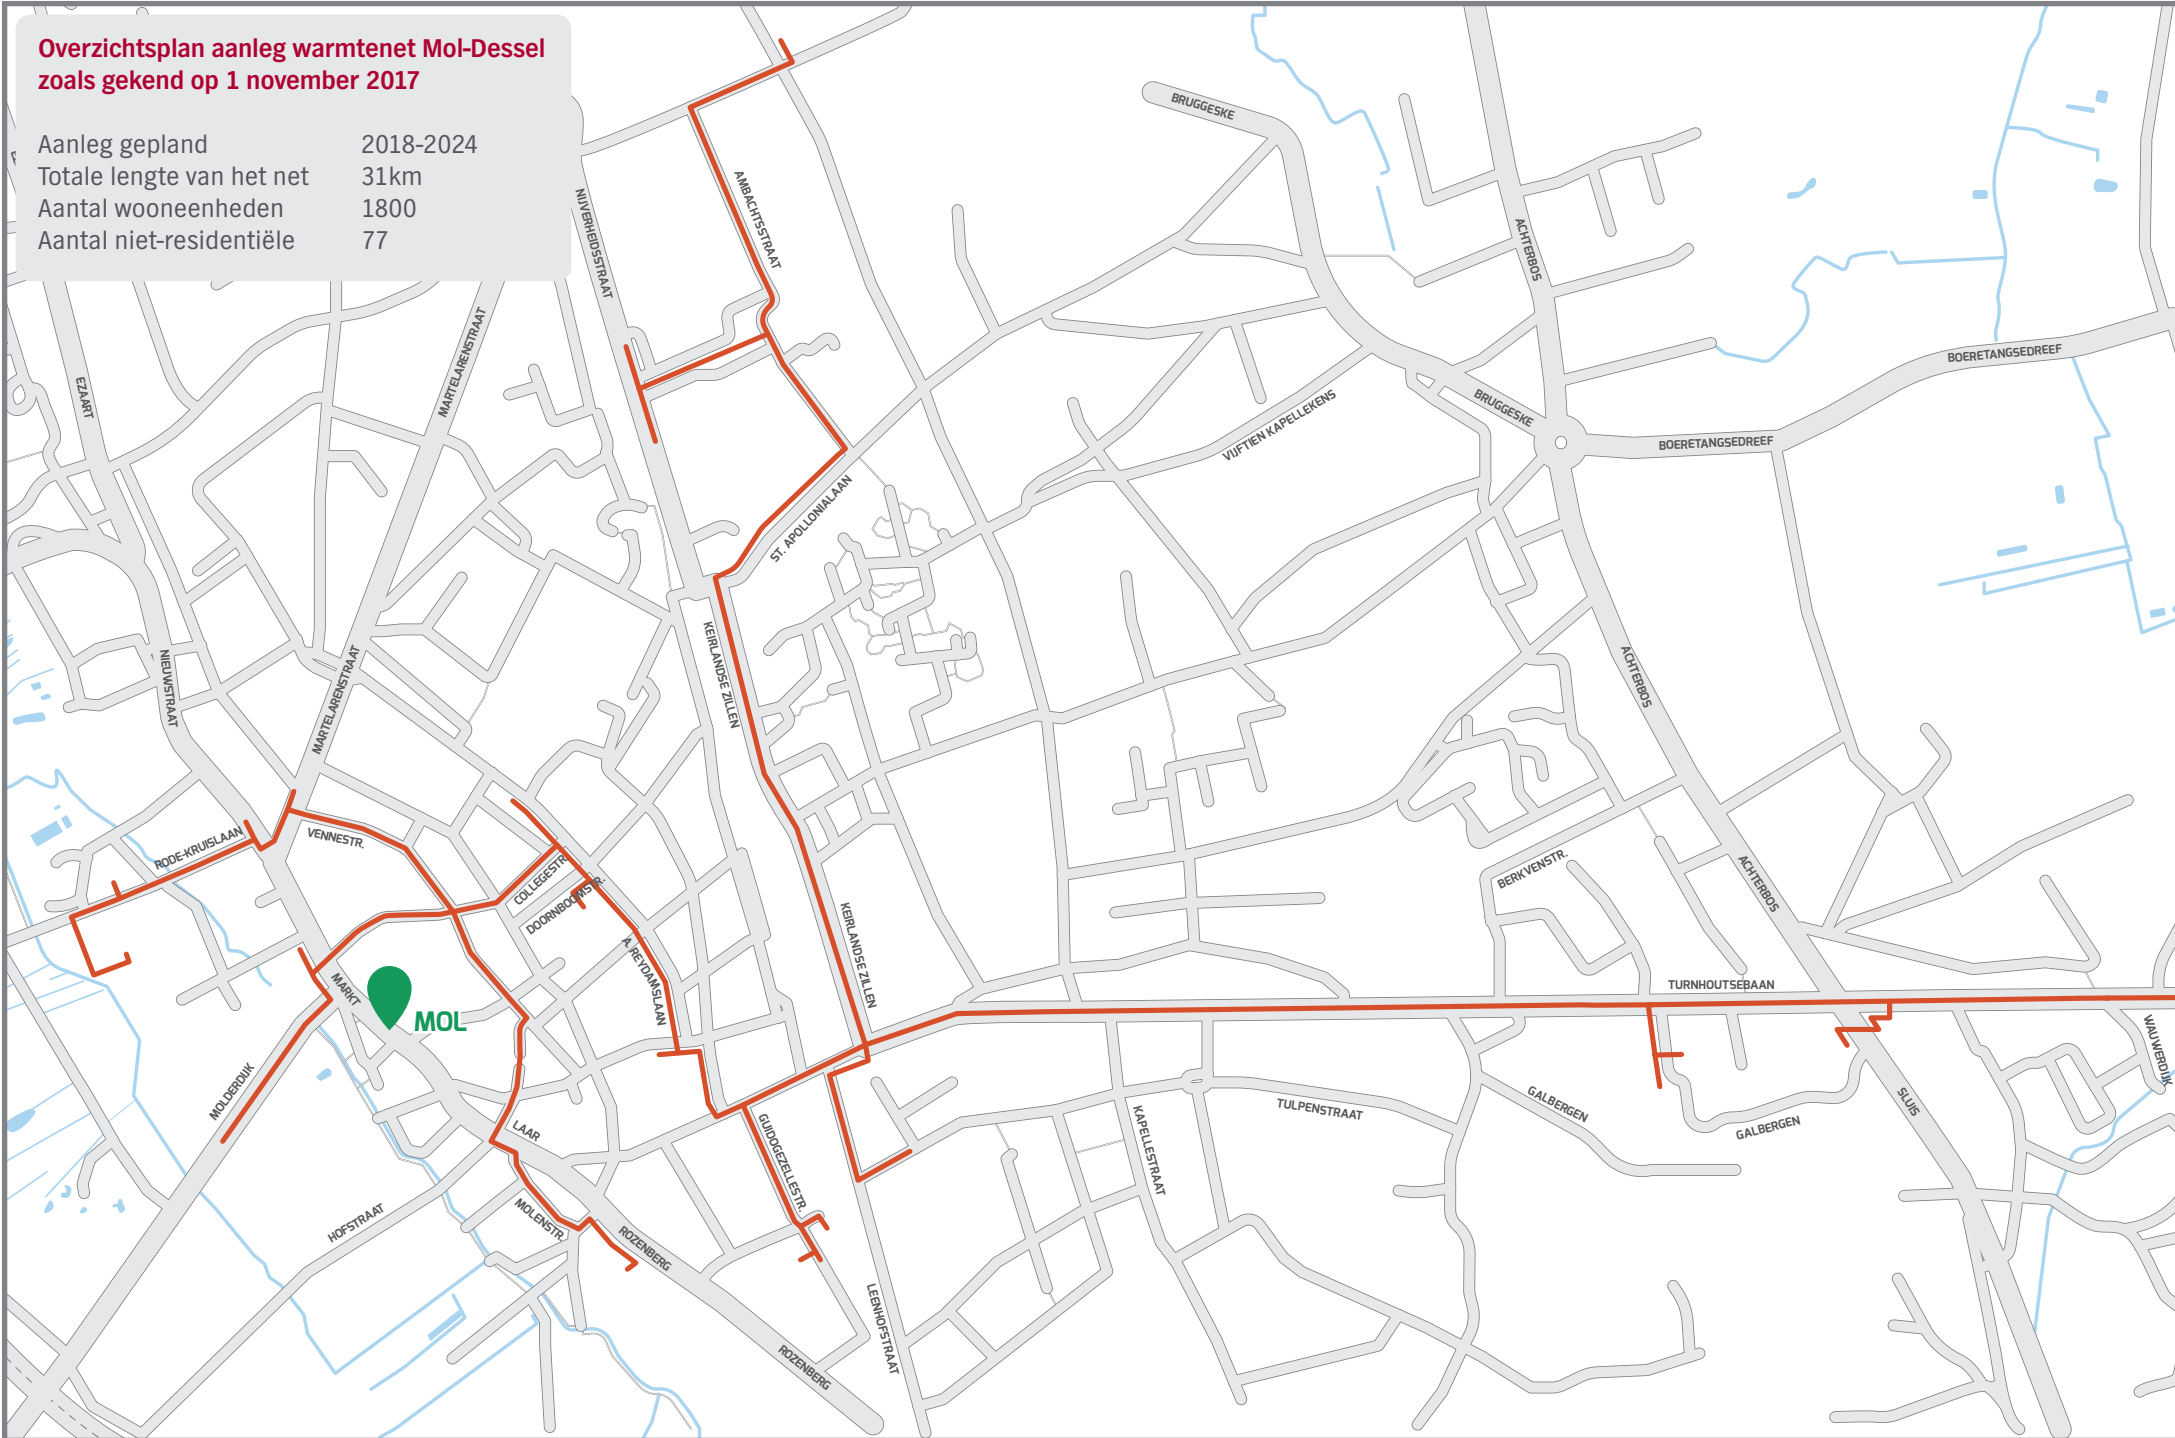 Overzichtsplan aanleg warmtenet Mol-Dessel
zoals gekend op 1 november 2017
Aanleg gepland 2018-2024
Totale lengte van het net 31km
Aantal wooneenheden 1800
Aantal niet-residentiële 77
BRUGGESKE
AMBACHTSSTRAAT
NIJVERHEIDSSTRAAT
ACHTERBOS
MARTELARENSTRAAT
EZAART
BOERETANGSEDREEF
BRUGGESKE
VIJFTIEN KAPELLEKENS
BOERETANGSEDREEF
ST. APOLLONIALAAN
NIEUWSTRAAT
MARTELARENSTRAAT
KEIRLANDSE ZILLEN
ACHTERBOS
RODE-KRUISLAAN
VENNESTR.
COLLEGESTR.
DOORNBOOMSTR.
BERKVENSTR.
ACHTERBOS
KEIRLANDSE ZILLEN
A. REYDAMSLAAN
MARKT
MOL
TURNHOUTSEBAAN
WAUWERDIJK
MOLDERDIJK
LAAR
GUIDOGEZELLESTR.
KAPELLESTRAAT
TULPENSTRAAT
GALBERGEN
GALBERGEN
SLUIS
HOFSTRAAT
MOLENSTR.
ROZENBERG
LEENHOFSTRAAT
ROZENBERG